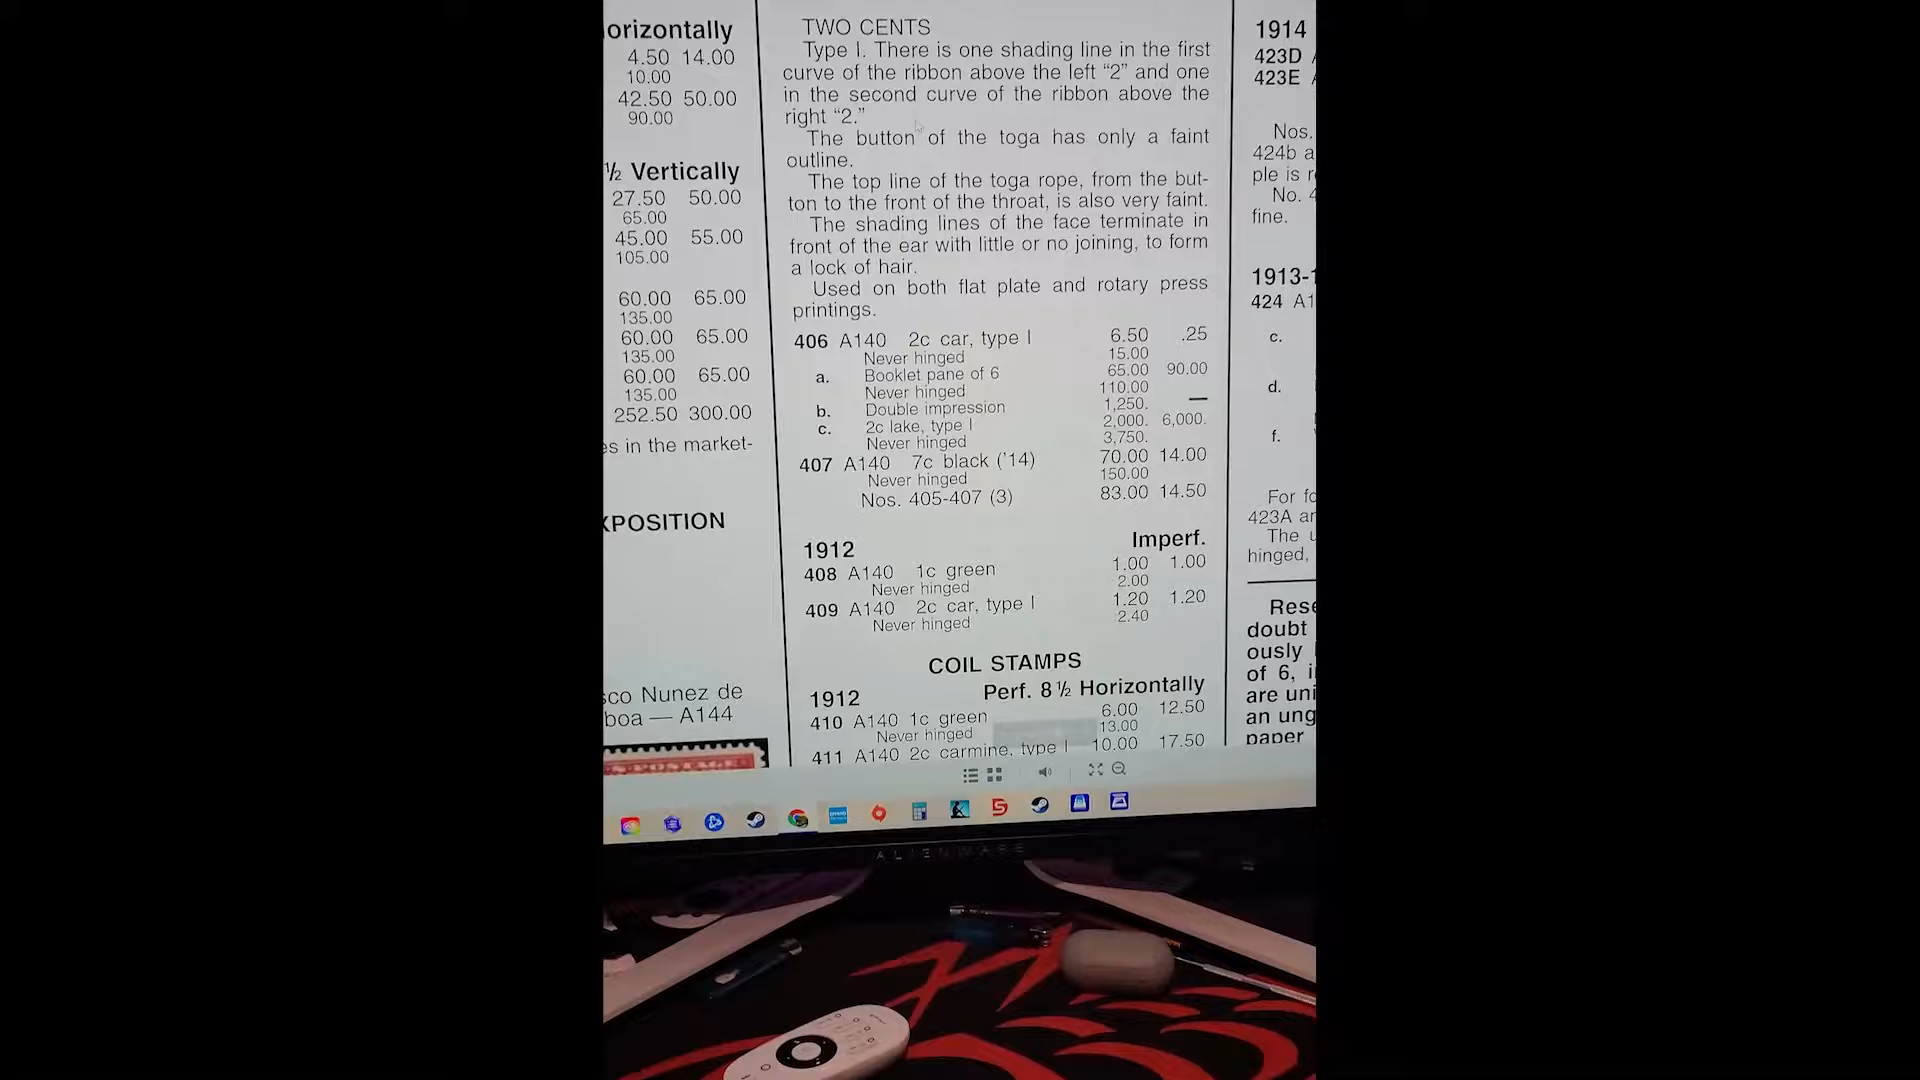 orizontally
4.50 14.00
10.00
42.50 50.00
90.00
½ Vertically
27.50 50.00
65.00
45.00 55.00
105.00
60.00 65.00
135.00
60.00 65.00
135.00
60.00 65.00
135.00
252.50 300.00
es in the market-
XPOSITION
sco Nunez de
boa — A144
TWO CENTS
Type I. There is one shading line in the first
curve of the ribbon above the left “2” and one
in the second curve of the ribbon above the
right “2.”
The button of the toga has only a faint
outline.
The top line of the toga rope, from the but-
ton to the front of the throat, is also very faint.
The shading lines of the face terminate in
front of the ear with little or no joining, to form
a lock of hair.
Used on both flat plate and rotary press
printings.
406 A140 2c car, type I 6.50 .25
Never hinged 15.00
a. Booklet pane of 6 65.00 90.00
Never hinged 110.00
b. Double impression 1,250. —
c. 2c lake, type I 2,000. 6,000.
Never hinged 3,750.
407 A140 7c black ('14) 70.00 14.00
Never hinged 150.00
Nos. 405-407 (3) 83.00 14.50
1912 Imperf.
408 A140 1c green 1.00 1.00
Never hinged 2.00
409 A140 2c car, type I 1.20 1.20
Never hinged 2.40
COIL STAMPS
1912 Perf. 8½ Horizontally
410 A140 1c green 6.00 12.50
Never hinged 13.00
411 A140 2c carmine, type I 10.00 17.50
1914
423D
423E
Nos.
424b a
ple is r
No. 4
fine.
1913-1
424 A1
c.
d.
f.
For fo
423A an
The u
hinged,
Rese
doubt
ously
of 6, i
are uni
an ung
paper
ALIENWARE